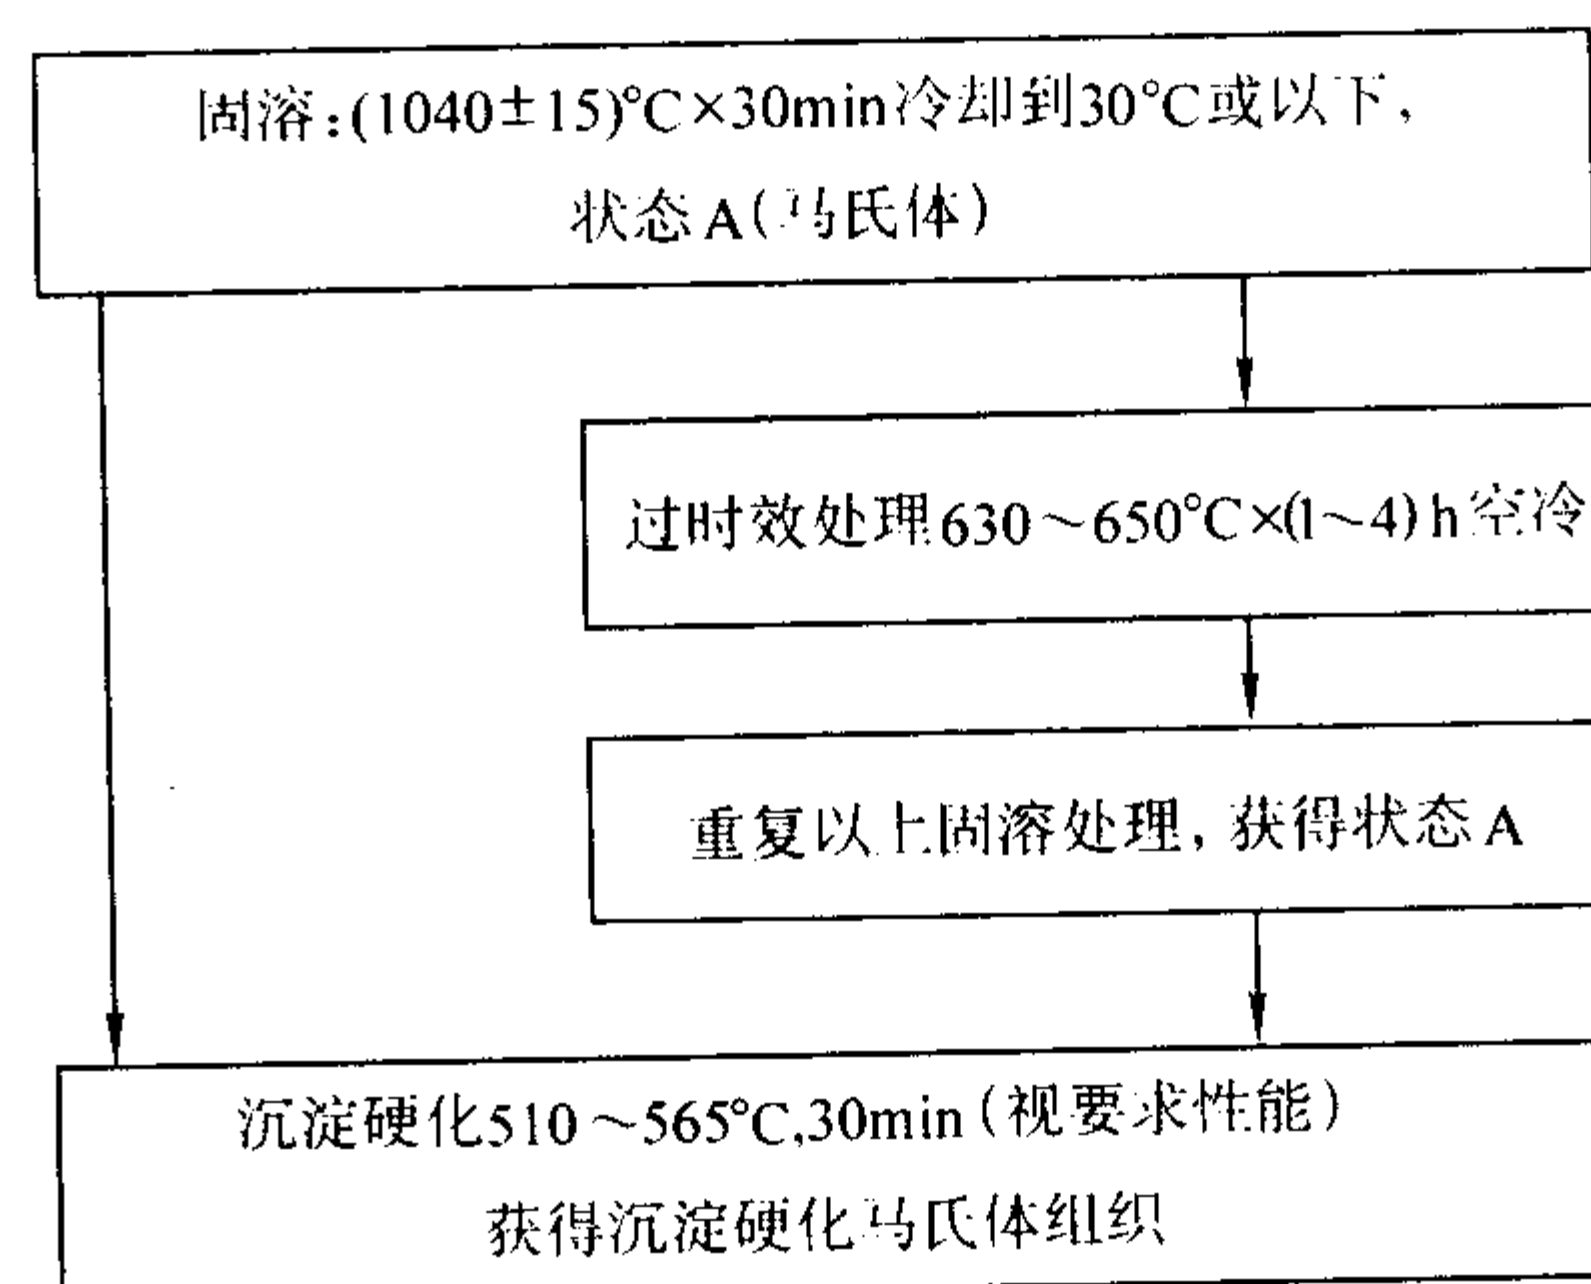 固溶:(1040±15)°C×30min冷却到30°C或以下,
状态A(马氏体)
过时效处理630～650°C×(1～4)h空冷
重复以上固溶处理,获得状态A
沉淀硬化510～565°C,30min(视要求性能)
获得沉淀硬化马氏体组织